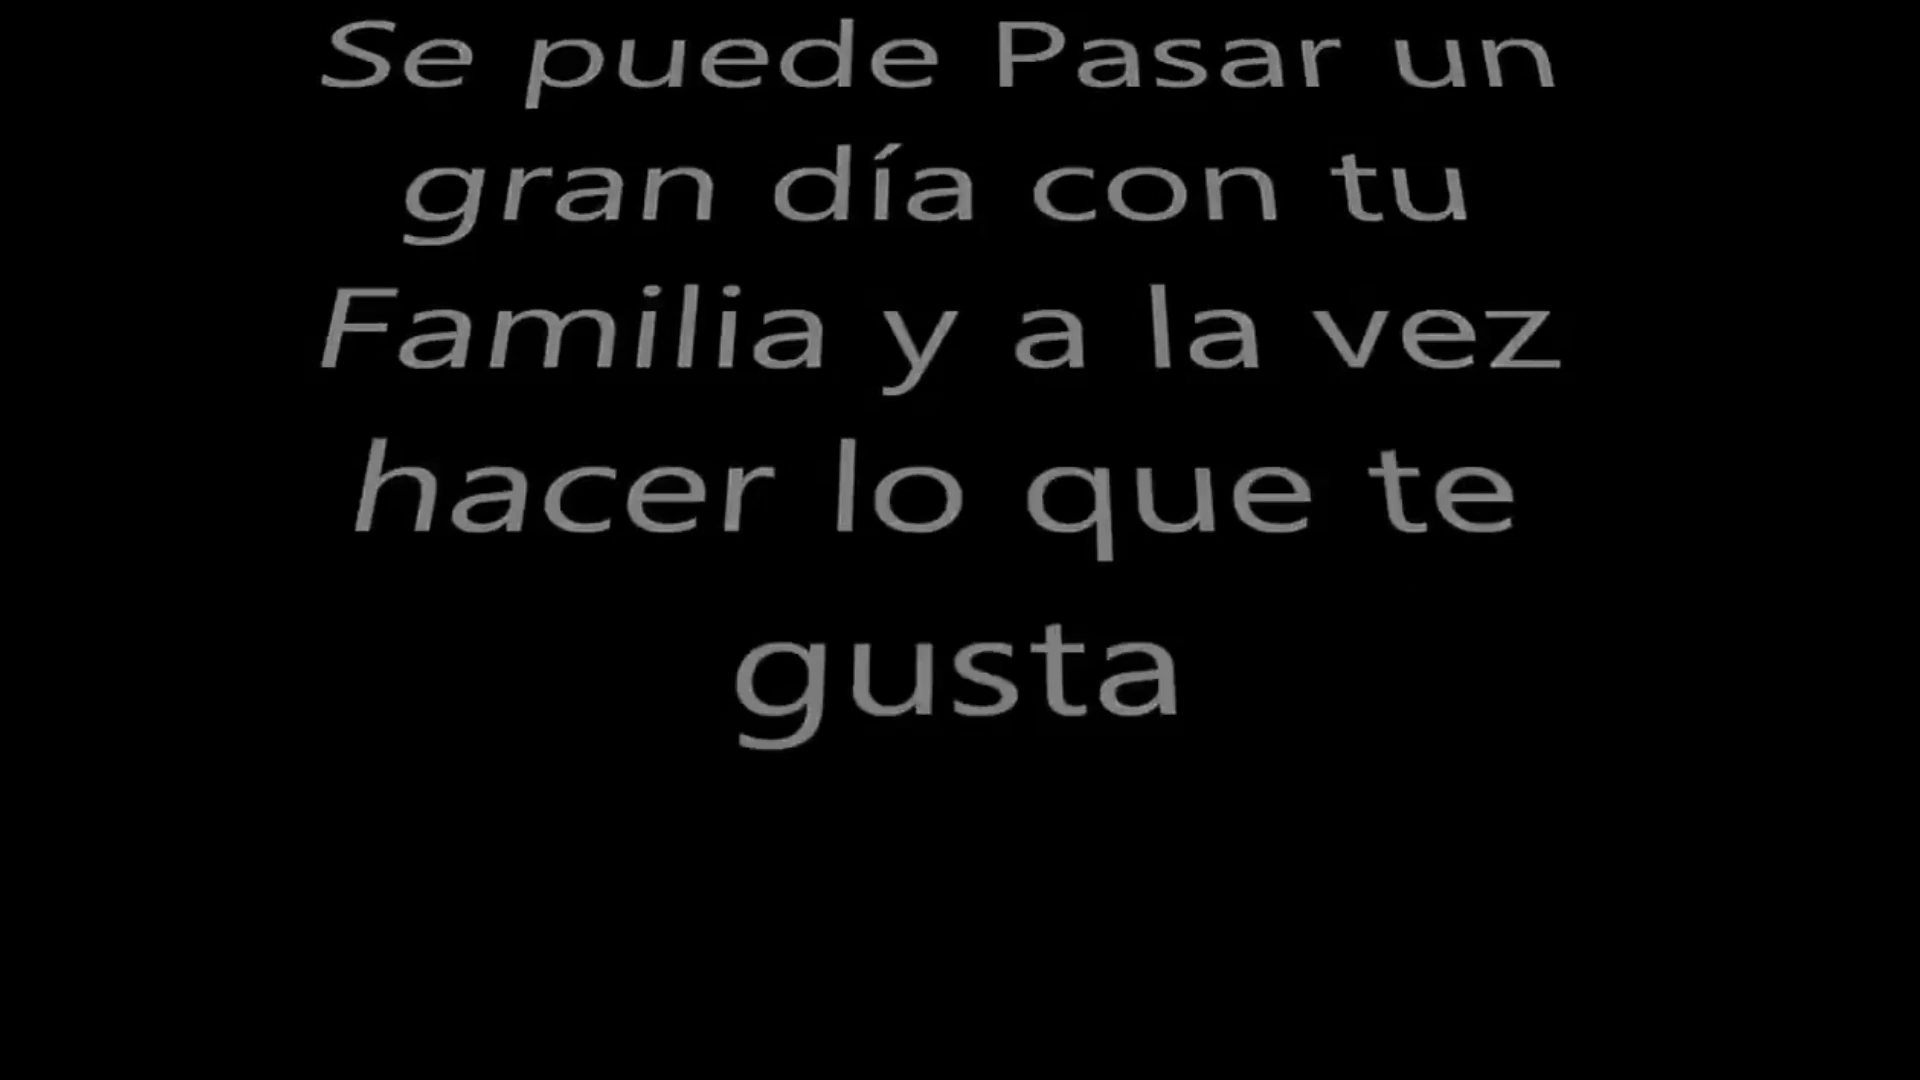 Se puede Pasar un
gran día con tu
Familia y a la vez
hacer lo que te
gusta